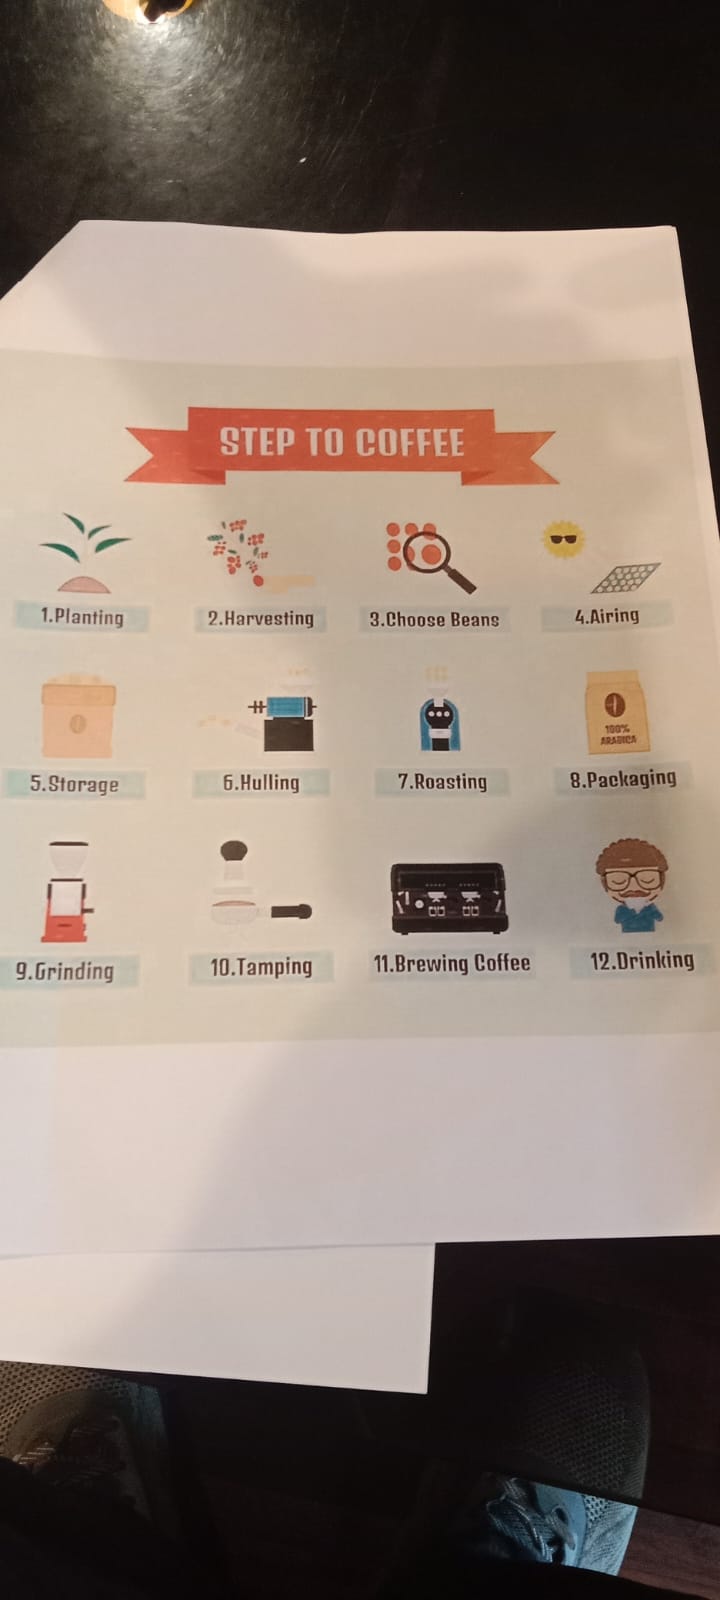 STEP TO COFFEE
1.Planting
2.Harvesting
3.Choose Beans
4.Airing
5.Storage
6.Hulling
7.Roasting
100%
ARABICA
8.Packaging
9.Grinding
10.Tamping
11.Brewing Coffee
12.Drinking